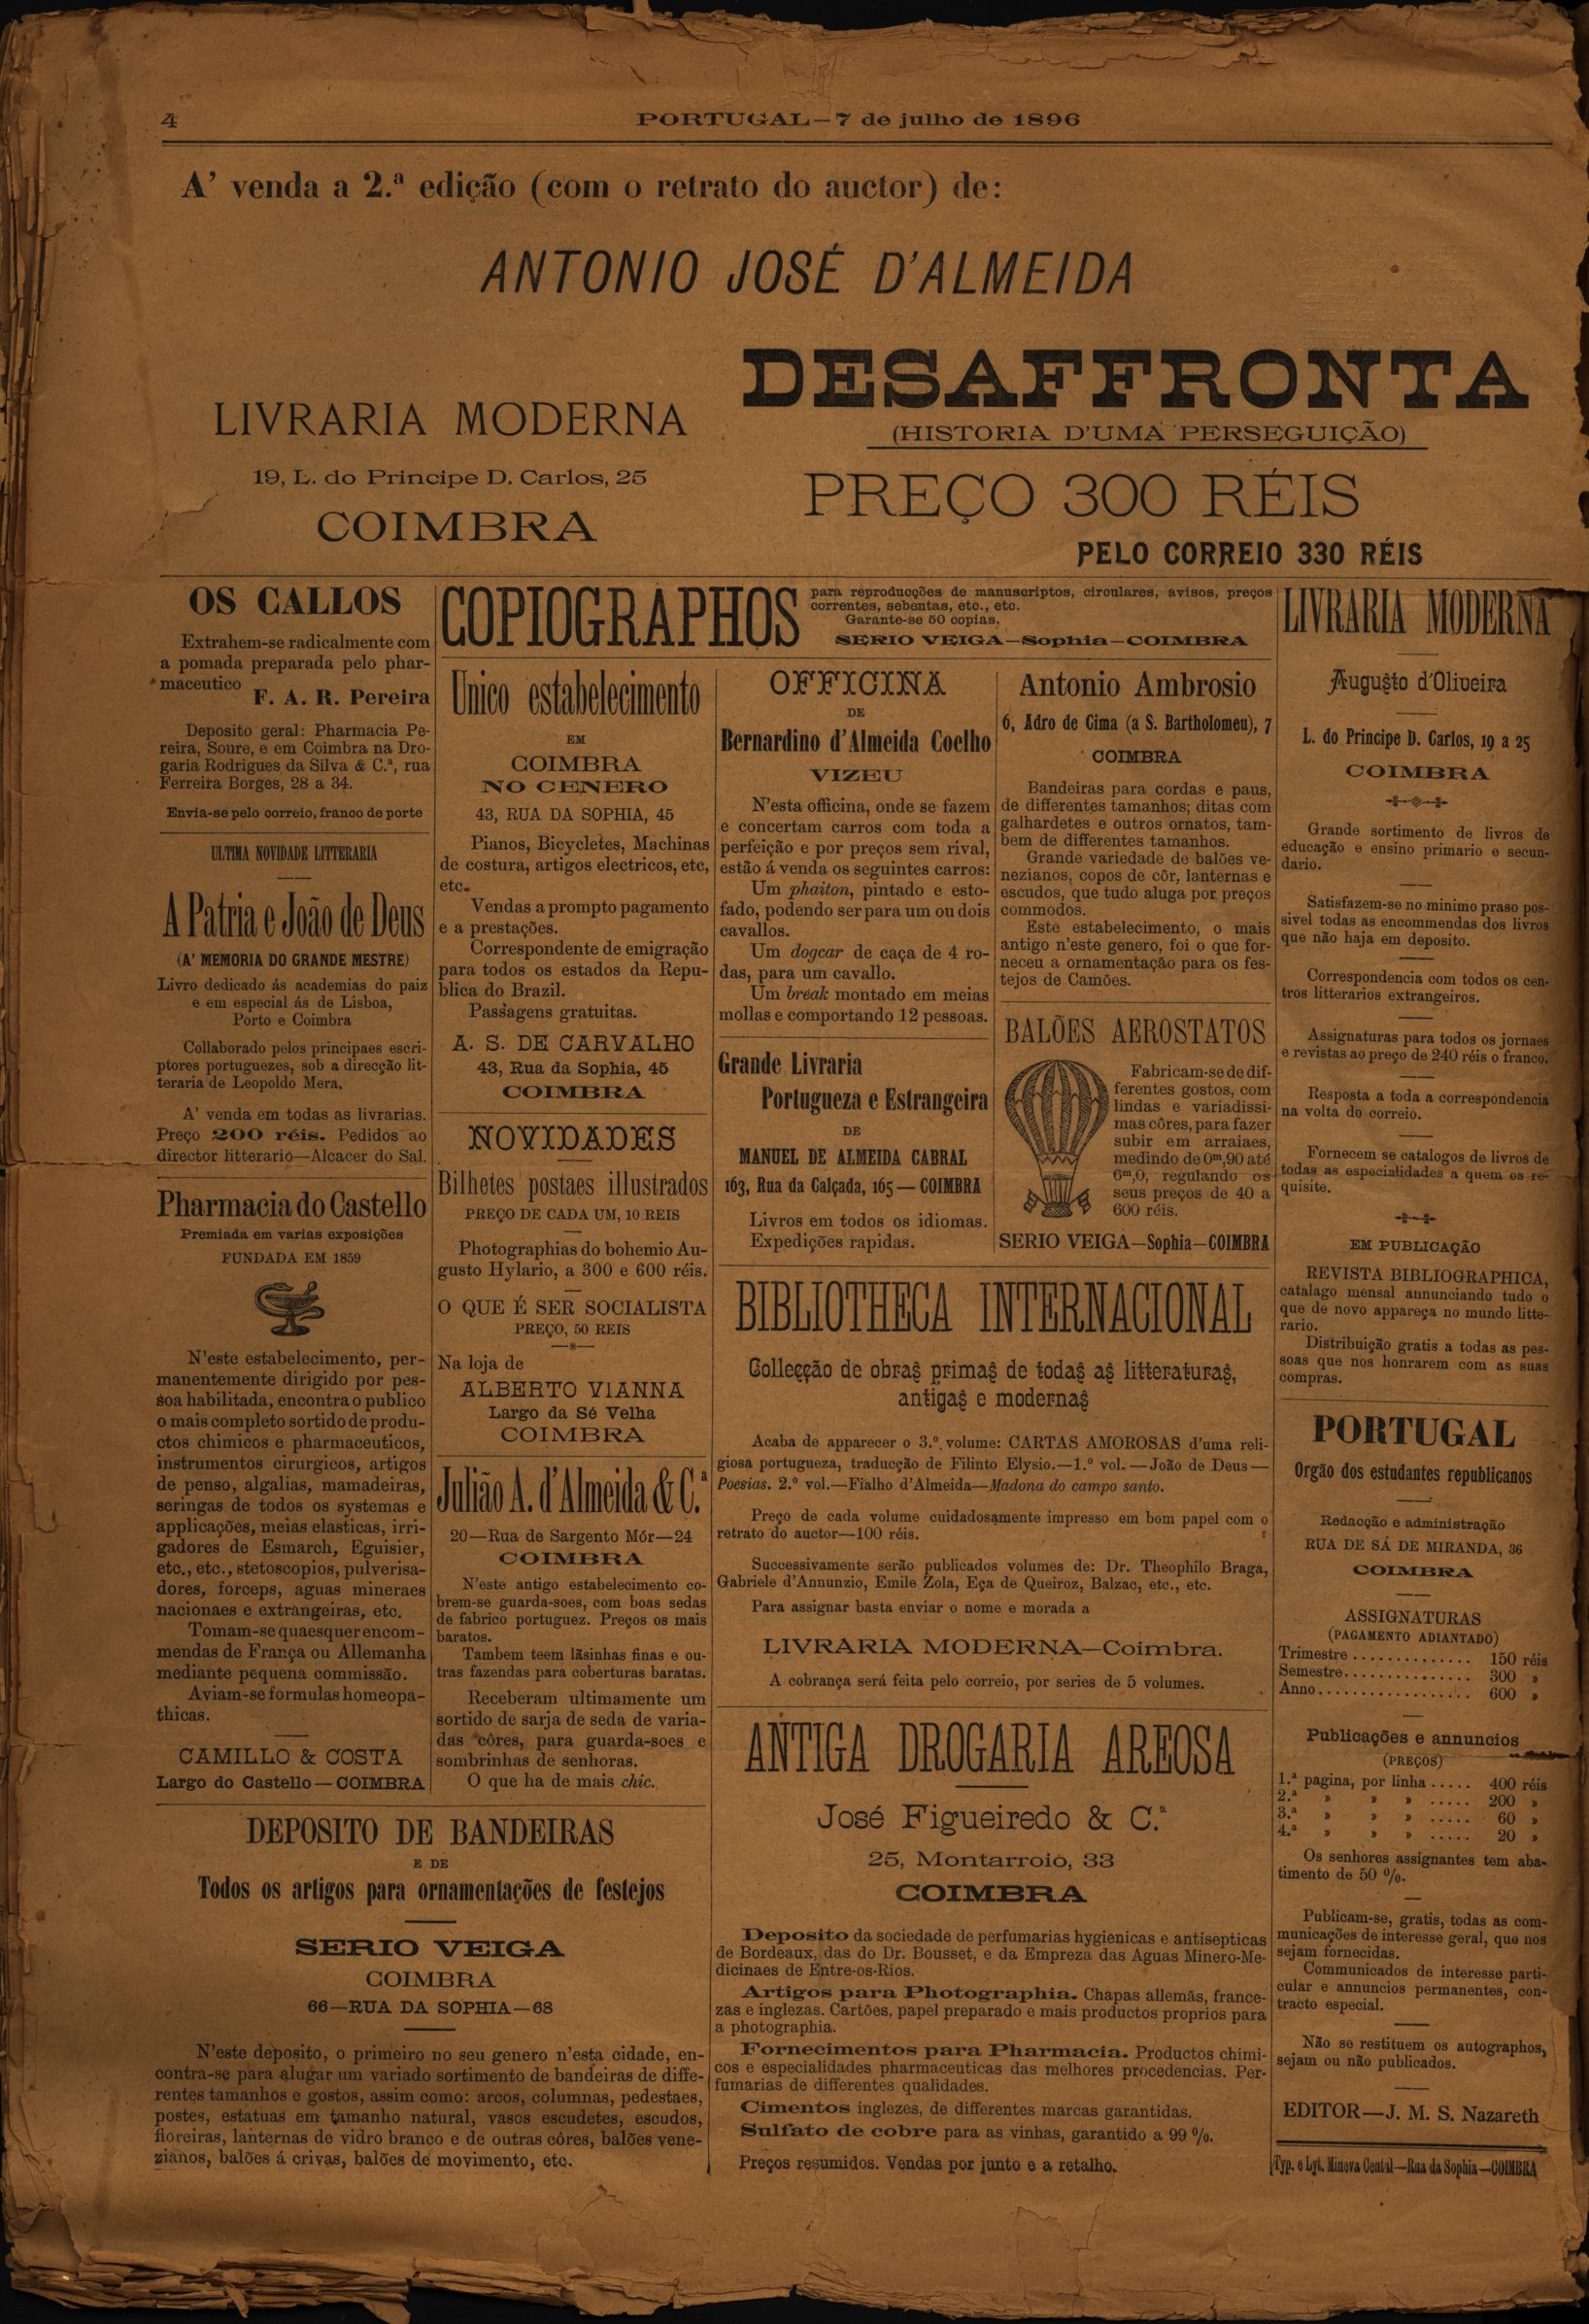 4
PORTUGAL—7 de julho de 1896
A' venda a 2.ª edição (com o retrato do auctor) de:
ANTONIO JOSÉ D'ALMEIDA
DESAFFRONTA
(HISTORIA D'UMA PERSEGUIÇÃO)
PREÇO 300 RÉIS
PELO CORREIO 330 RÉIS
LIVRARIA MODERNA
19, L. do Principe D. Carlos, 25
COIMBRA
OS CALLOS
Extrahem-se radicalmente com
a pomada preparada pelo phar-
maceutico
F. A. R. Pereira
Deposito geral: Pharmacia Pe-
reira, Soure, e em Coimbra na Dro-
garia Rodrigues da Silva & C.ª, rua
Ferreira Borges, 28 a 34.
Envia-se pelo correio, franco de porte
ULTIMA NOVIDADE LITTERARIA
A Patria e João de Deus
(A' MEMORIA DO GRANDE MESTRE)
Livro dedicado ás academias do paiz
e em especial ás de Lisboa,
Porto e Coimbra
Collaborado pelos principaes escri-
ptores portuguezes, sob a direcção lit-
teraria de Leopoldo Mera.
A' venda em todas as livrarias.
Preço 200 réis. Pedidos ao
director litterario—Alcacer do Sal.
Pharmacia do Castello
Premiada em varias exposições
FUNDADA EM 1859
N'este estabelecimento, per-
manentemente dirigido por pes-
soa habilitada, encontra o publico
o mais completo sortido de produ-
ctos chimicos e pharmaceuticos,
instrumentos cirurgicos, artigos
de penso, algalias, mamadeiras,
seringas de todos os systemas e
applicações, meias elasticas, irri-
gadores de Esmarch, Eguisier,
etc., etc., stetoscopios, pulverisa-
dores, forceps, aguas mineraes
nacionaes e extrangeiras, etc.
Tomam-se quaesquer encom-
mendas de França ou Allemanha
mediante pequena commissão.
Aviam-se formulas homeopa-
thicas.
CAMILLO & COSTA
Largo do Castello—COIMBRA
COPIOGRAPHOS
para reproducções de manuscriptos, circulares, avisos, preços
correntes, sebentas, etc., etc.
Garante-se 50 copias.
SERIO VEIGA—Sophia—COIMBRA
Unico estabelecimento
EM
COIMBRA
NO CENERO
43, RUA DA SOPHIA, 45
Pianos, Bicycletes, Machinas
de costura, artigos electricos, etc,
etc.
Vendas a prompto pagamento
e a prestações.
Correspondente de emigração
para todos os estados da Repu-
blica do Brazil.
Passagens gratuitas.
A. S. DE CARVALHO
43, Rua da Sophia, 45
COIMBRA
NOVIDADES
Bilhetes postaes illustrados
PREÇO DE CADA UM, 10 REIS
Photographias do bohemio Au-
gusto Hylario, a 300 e 600 réis.
O QUE É SER SOCIALISTA
PREÇO, 50 REIS
Na loja de
ALBERTO VIANNA
Largo da Sé Velha
COIMBRA
Julião A. d'Almeida & C.ª
20—Rua de Sargento Mór—24
COIMBRA
N'este antigo estabelecimento co-
brem-se guarda-soes, com boas sedas
de fabrico portuguez. Preços os mais
baratos.
Tambem teem lãsinhas finas e ou-
tras fazendas para coberturas baratas.
Receberam ultimamente um
sortido de sarja de seda de varia-
das côres, para guarda-soes e
sombrinhas de senhoras.
O que ha de mais chic.
DEPOSITO DE BANDEIRAS
E DE
Todos os artigos para ornamentações de festejos
SERIO VEIGA
COIMBRA
66—RUA DA SOPHIA—68
N'este deposito, o primeiro no seu genero n'esta cidade, en-
contra-se para alugar um variado sortimento de bandeiras de diffe-
rentes tamanhos e gostos, assim como: arcos, columnas, pedestaes,
postes, estatuas em tamanho natural, vasos escudetes, escudos,
floreiras, lanternas de vidro branco e de outras côres, balões vene-
zianos, balões á crivas, balões de movimento, etc.
OFFICINA
DE
Bernardino d'Almeida Coelho
VIZEU
N'esta officina, onde se fazem
e concertam carros com toda a
perfeição e por preços sem rival,
estão á venda os seguintes carros:
Um phaiton, pintado e esto-
fado, podendo ser para um ou dois
cavallos.
Um dogcar de caça de 4 ro-
das, para um cavallo.
Um break montado em meias
mollas e comportando 12 pessoas.
Grande Livraria
Portugueza e Estrangeira
DE
MANUEL DE ALMEIDA CABRAL
163, Rua da Calçada, 165—COIMBRA
Livros em todos os idiomas.
Expedições rapidas.
Antonio Ambrosio
6, Adro de Cima (a S. Bartholomeu), 7
COIMBRA
Bandeiras para cordas e paus,
de differentes tamanhos; ditas com
galhardetes e outros ornatos, tam-
bem de differentes tamanhos.
Grande variedade de balões ve-
nezianos, copos de côr, lanternas e
escudos, que tudo aluga por preços
commodos.
Este estabelecimento, o mais
antigo n'este genero, foi o que for-
neceu a ornamentação para os fes-
tejos de Camões.
BALÕES AEROSTATOS
Fabricam-se de dif-
ferentes gostos, com
lindas e variadissi-
mas côres, para fazer
subir em arraiaes,
medindo de 0ᵐ,90 até
6ᵐ,0, regulando os
seus preços de 40 a
600 réis.
SERIO VEIGA—Sophia—COIMBRA
BIBLIOTHECA INTERNACIONAL
Collecção de obras primas de todas as litteraturas,
antigas e modernas
Acaba de apparecer o 3.º volume: CARTAS AMOROSAS d'uma reli-
giosa portugueza, traducção de Filinto Elysio.—1.º vol.—João de Deus—
Poesias. 2.º vol.—Fialho d'Almeida—Madona do campo santo.
Preço de cada volume cuidadosamente impresso em bom papel com o
retrato do auctor—100 réis.
Successivamente serão publicados volumes de: Dr. Theophilo Braga,
Gabriele d'Annunzio, Emile Zola, Eça de Queiroz, Balzac, etc., etc.
Para assignar basta enviar o nome e morada a
LIVRARIA MODERNA—Coimbra.
A cobrança será feita pelo correio, por series de 5 volumes.
ANTIGA DROGARIA AREOSA
José Figueiredo & C.ª
25, Montarroio, 33
COIMBRA
Deposito da sociedade de perfumarias hygienicas e antisepticas
de Bordeaux, das do Dr. Bousset, e da Empreza das Aguas Minero-Me-
dicinaes de Entre-os-Rios.
Artigos para Photographia. Chapas allemãs, france-
zas e inglezas. Cartões, papel preparado e mais productos proprios para
a photographia.
Fornecimentos para Pharmacia. Productos chimi-
cos e especialidades pharmaceuticas das melhores procedencias. Per-
fumarias de differentes qualidades.
Cimentos inglezes, de differentes marcas garantidas.
Sulfato de cobre para as vinhas, garantido a 99 %.
Preços resumidos. Vendas por junto e a retalho.
LIVRARIA MODERNA
Augusto d'Oliveira
L. do Principe D. Carlos, 19 a 25
COIMBRA
Grande sortimento de livros de
educação e ensino primario e secun-
dario.
Satisfazem-se no minimo praso pos-
sivel todas as encommendas dos livros
que não haja em deposito.
Correspondencia com todos os cen-
tros litterarios extrangeiros.
Assignaturas para todos os jornaes
e revistas ao preço de 240 réis o franco.
Resposta a toda a correspondencia
na volta do correio.
Fornecem se catalogos de livros de
todas as especialidades a quem os re-
quisite.
EM PUBLICAÇÃO
REVISTA BIBLIOGRAPHICA,
catalago mensal annunciando tudo o
que de novo appareça no mundo litte-
rario.
Distribuição gratis a todas as pes-
soas que nos honrarem com as suas
compras.
PORTUGAL
Orgão dos estudantes republicanos
Redacção e administração
RUA DE SÁ DE MIRANDA, 36
COIMBRA
ASSIGNATURAS
(PAGAMENTO ADIANTADO)
Trimestre .............. 150 réis
Semestre............... 300 »
Anno.................. 600 »
Publicações e annuncios
(PREÇOS)
1.ª pagina, por linha ..... 400 réis
2.ª » » » ..... 200 »
3.ª » » » ..... 60 »
4.ª » » » ..... 20 »
Os senhores assignantes tem aba-
timento de 50 %.
Publicam-se, gratis, todas as com-
municações de interesse geral, que nos
sejam fornecidas.
Communicados de interesse parti-
cular e annuncios permanentes, con-
tracto especial.
Não se restituem os autographos,
sejam ou não publicados.
EDITOR—J. M. S. Nazareth
Typ. e Lyt. Mineva Cental—Rua da Sophia—COIMBRA